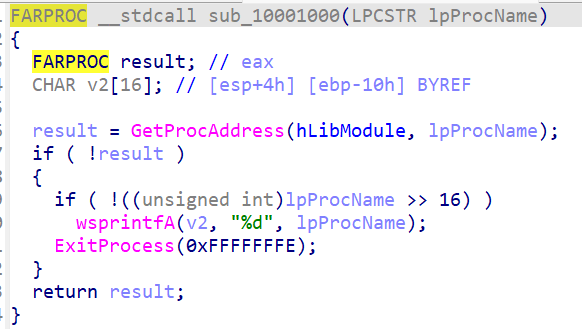 FARPROC __stdcall sub_10001000(LPCSTR lpProcName)
{
FARPROC result; // eax
CHAR v2[16]; // [esp+4h] [ebp-10h] BYREF
result = GetProcAddress(hLibModule, lpProcName);
if ( !result )
{
if ( !((unsigned int)lpProcName >> 16) )
wsprintfA(v2, "%d", lpProcName);
ExitProcess(0xFFFFFFFE);
}
return result;
}